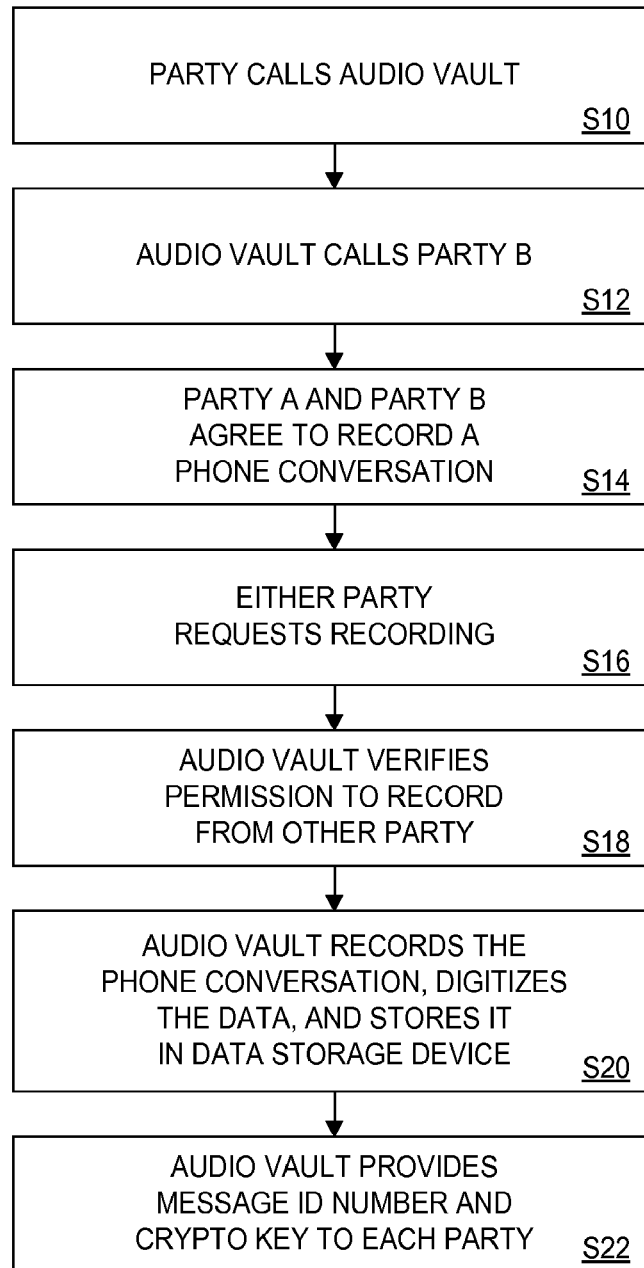 PARTY CALLS AUDIO VAULT
S10
AUDIO VAULT CALLS PARTY B
S12
PARTY A AND PARTY B
AGREE TO RECORD A
PHONE CONVERSATION
S14
EITHER PARTY
REQUESTS RECORDING
S16
AUDIO VAULT VERIFIES
PERMISSION TO RECORD
FROM OTHER PARTY
S18
AUDIO VAULT RECORDS THE
PHONE CONVERSATION, DIGITIZES
THE DATA, AND STORES IT
IN DATA STORAGE DEVICE
S20
AUDIO VAULT PROVIDES
MESSAGE ID NUMBER AND
CRYPTO KEY TO EACH PARTY
S22